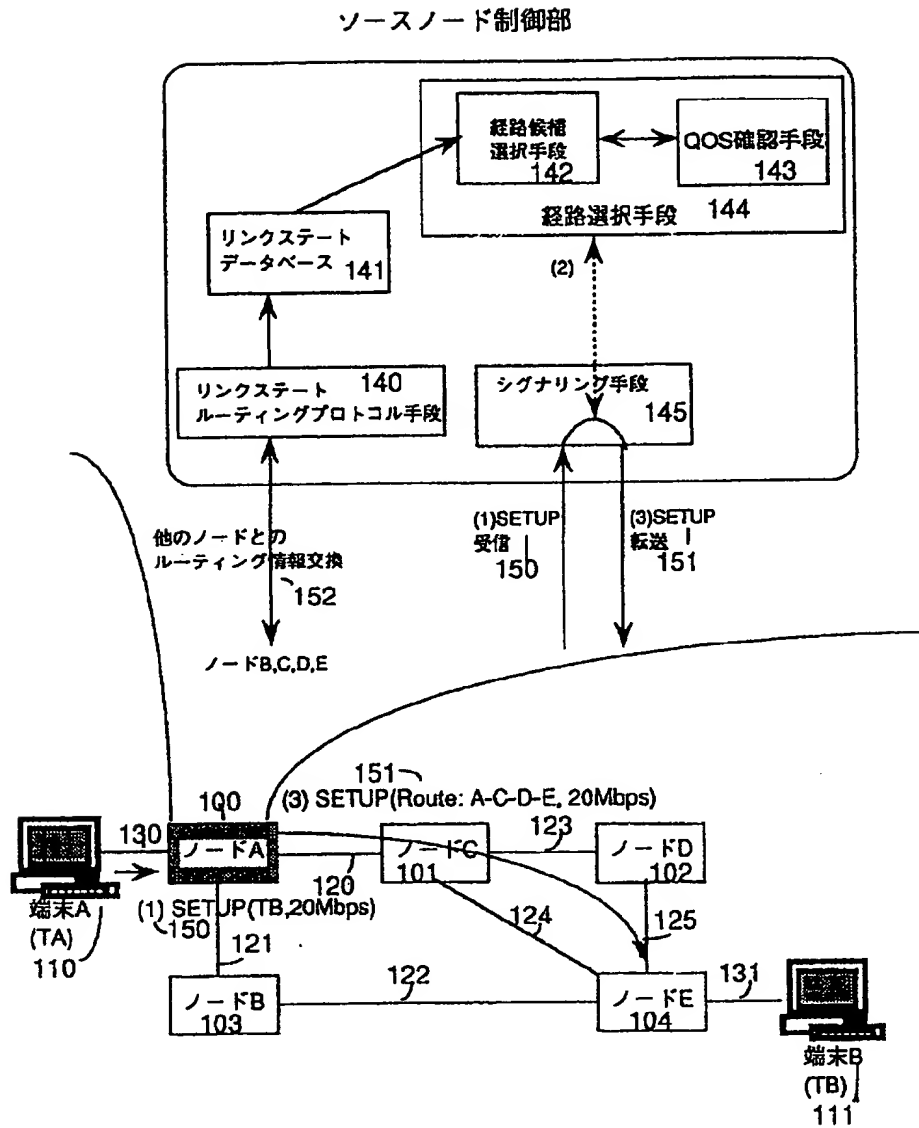 ソースノード制御部
経路候補
選択手段
142
QOS確認手段
143
経路選択手段
144
リンクステート
データベース
141
(2)
リンクステート
140
ルーティングプロトコル手段
シグナリング手段
145
他のノードとの
ルーティング情報交換
152
(1)SETUP
受信
150
(3)SETUP
転送
151
ノードB,C,D,E
151
(3) SETUP(Route: A-C-D-E, 20Mbps)
100
130
ノードA
120
ノードC
101
123
ノードD
102
端末A
(TA)
110
(1) SETUP(TB,20Mbps)
150
121
124
125
ノードB
103
122
ノードE
104
131
端末B
(TB)
111